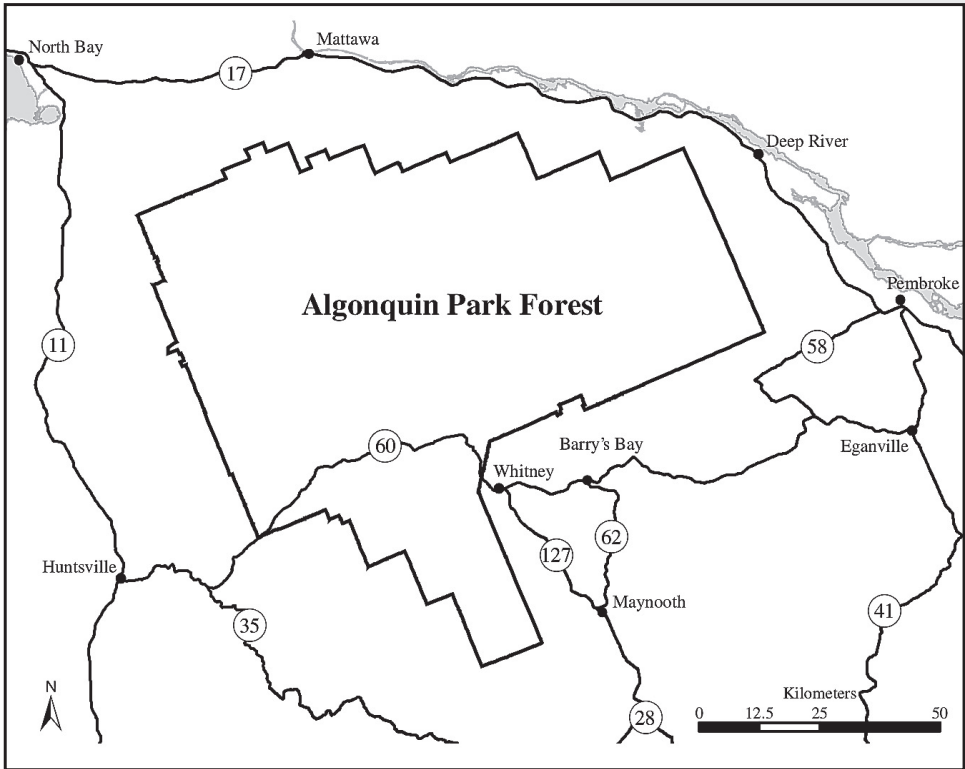 North Bay
Mattawa
17
Deep River
Pembroke
Algonquin Park Forest
11
58
60
Barry's Bay
Eganville
Whitney
62
127
Huntsville
Maynooth
35
41
N
Kilometers
0 12.5 25 50
28